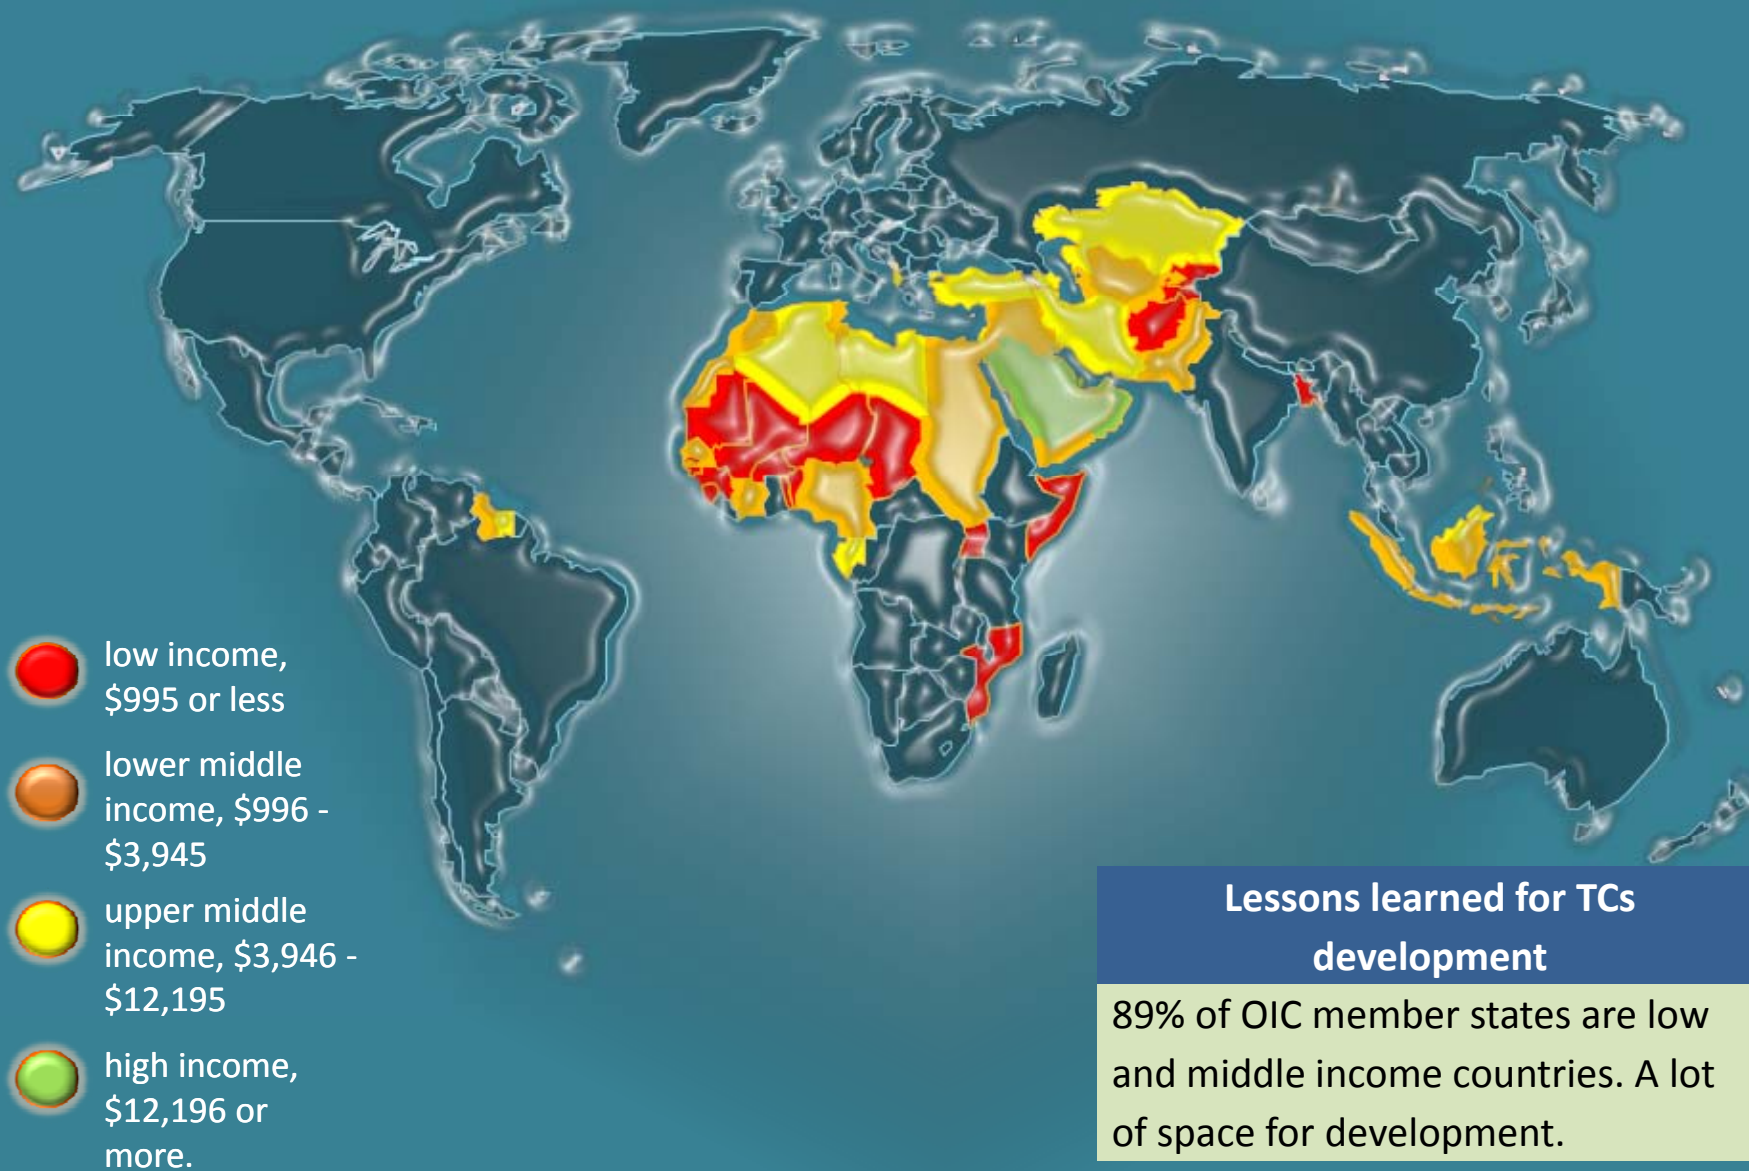 low income,
$995 or less
lower middle
income, $996 -
$3,945
upper middle
income, $3,946 -
$12,195
high income,
$12,196 or
more.
Lessons learned for TCs
development
89% of OIC member states are low
and middle income countries. A lot
of space for development.